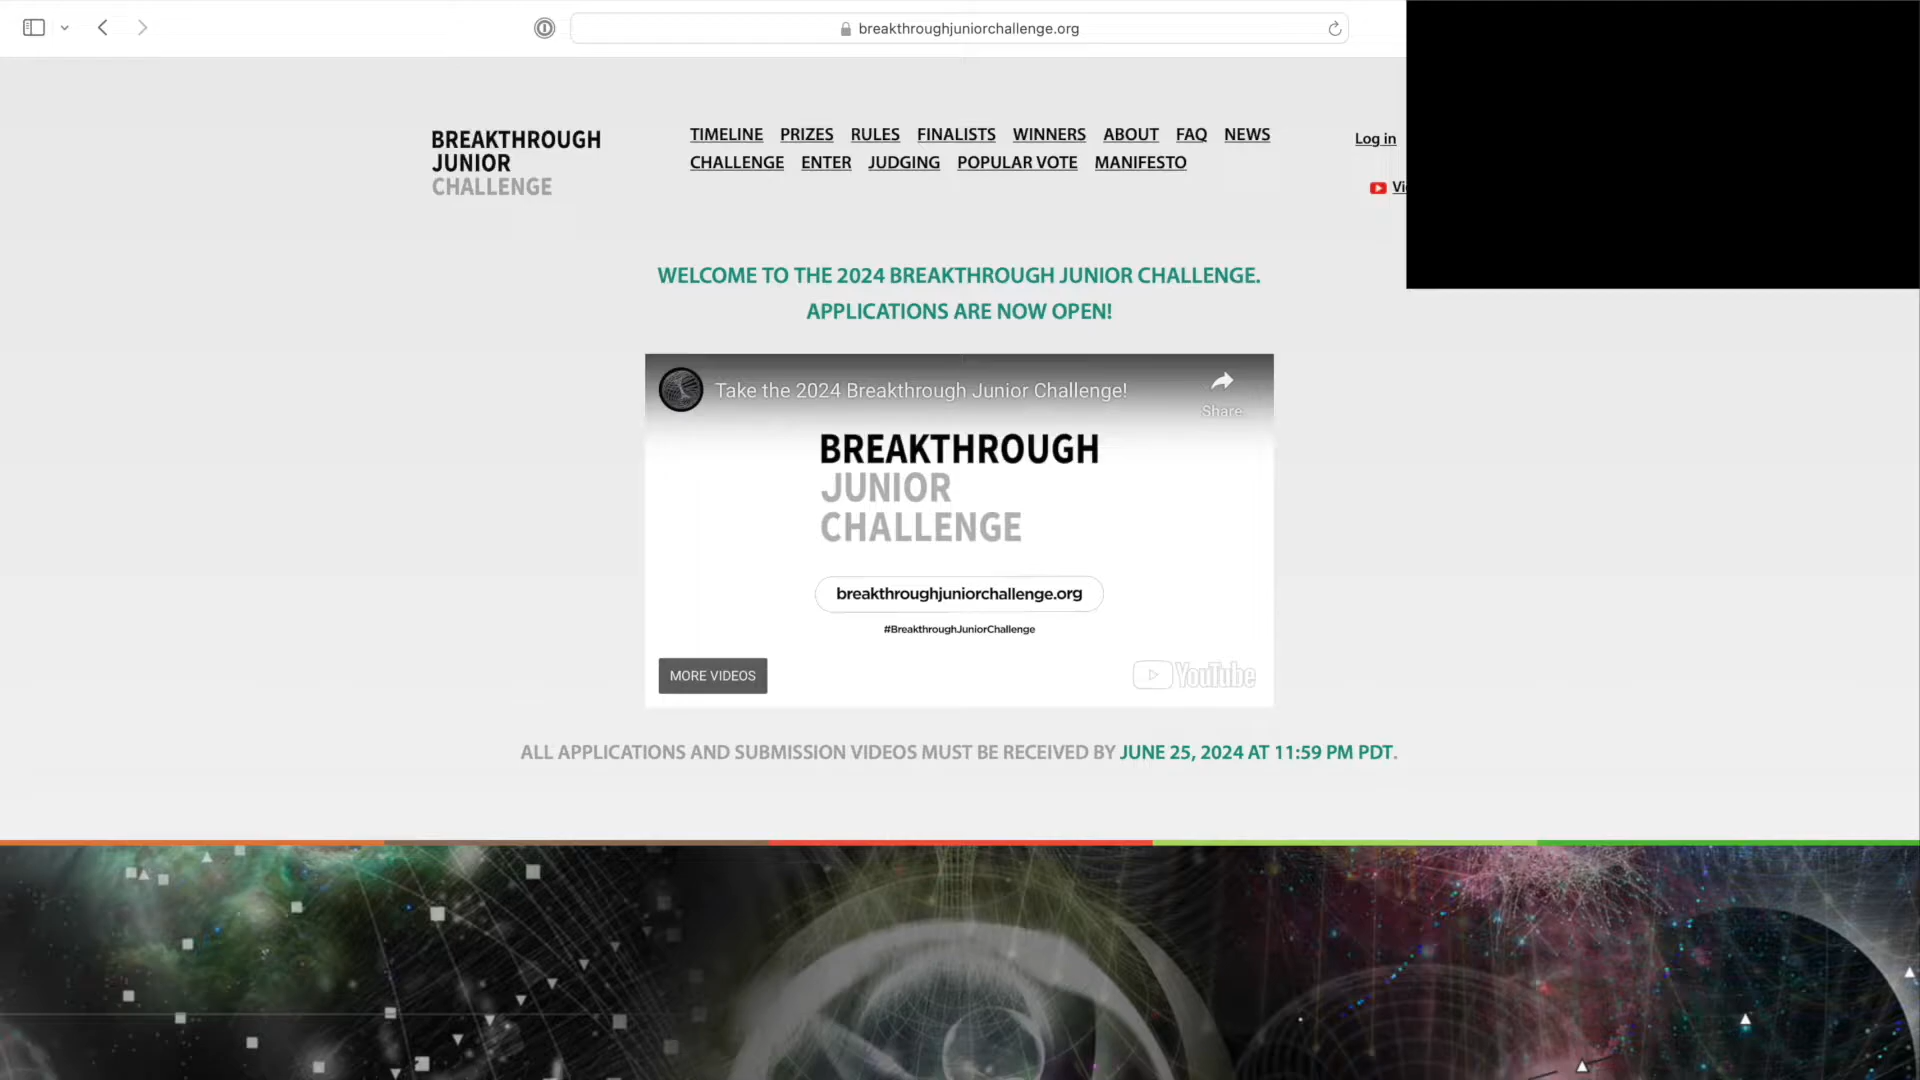 breakthroughjuniorchallenge.org
BREAKTHROUGH
JUNIOR
CHALLENGE
TIMELINE PRIZES RULES FINALISTS WINNERS ABOUT FAQ NEWS
CHALLENGE ENTER JUDGING POPULAR VOTE MANIFESTO
Log in
WELCOME TO THE 2024 BREAKTHROUGH JUNIOR CHALLENGE.
APPLICATIONS ARE NOW OPEN!
Take the 2024 Breakthrough Junior Challenge!
Share
BREAKTHROUGH
JUNIOR
CHALLENGE
breakthroughjuniorchallenge.org
#BreakthroughJuniorChallenge
MORE VIDEOS
YouTube
ALL APPLICATIONS AND SUBMISSION VIDEOS MUST BE RECEIVED BY JUNE 25, 2024 AT 11:59 PM PDT.